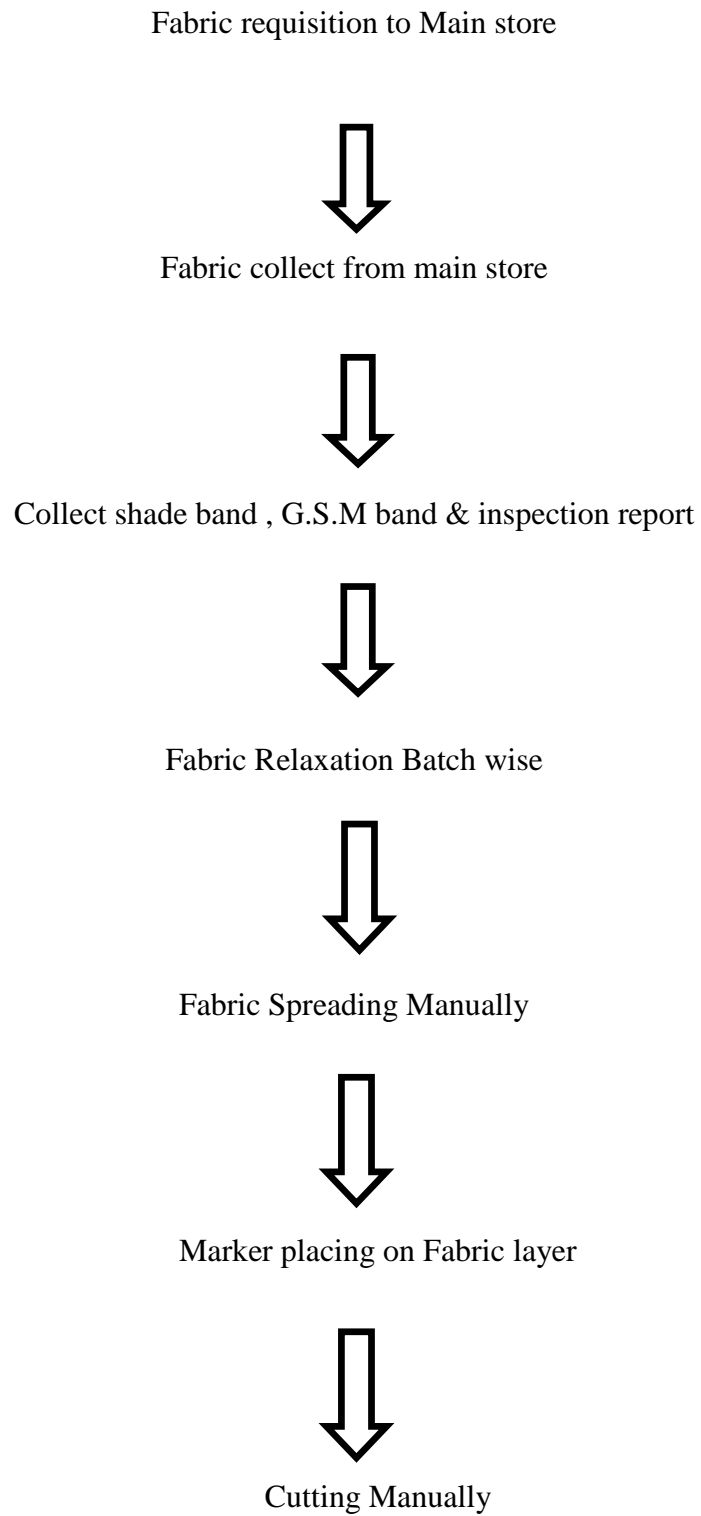 Fabric requisition to Main store
Fabric collect from main store
Collect shade band , G.S.M band & inspection report
Fabric Relaxation Batch wise
Fabric Spreading Manually
Marker placing on Fabric layer
Cutting Manually